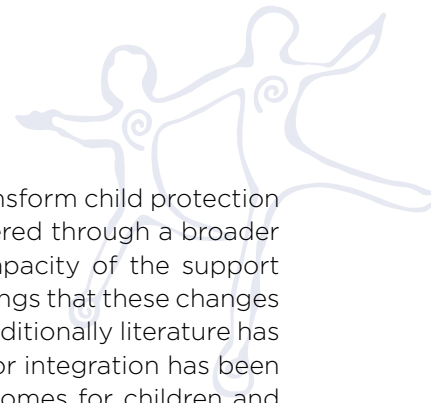 nsform child protection
ered through a broader
apacity of the support
ngs that these changes
ditionally literature has
or integration has been
omes for children and